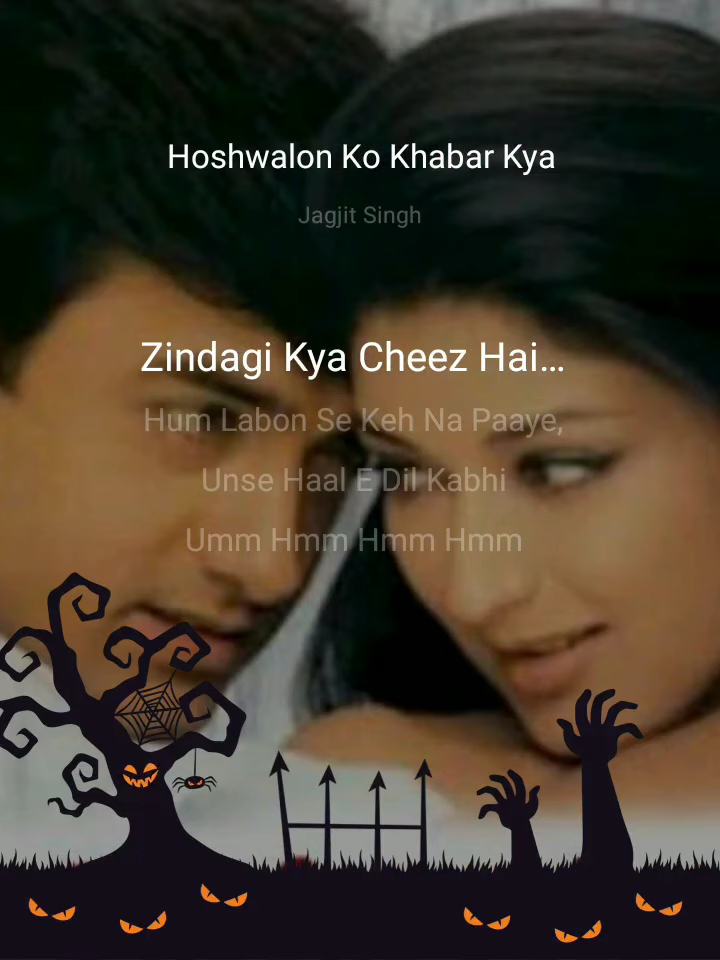 Hoshwalon Ko Khabar Kya
Jagjit Singh
Zindagi Kya Cheez Hai...
Hum Labon Se Keh Na Paaye,
Unse Haal E Dil Kabhi
Umm Hmm Hmm Hmm